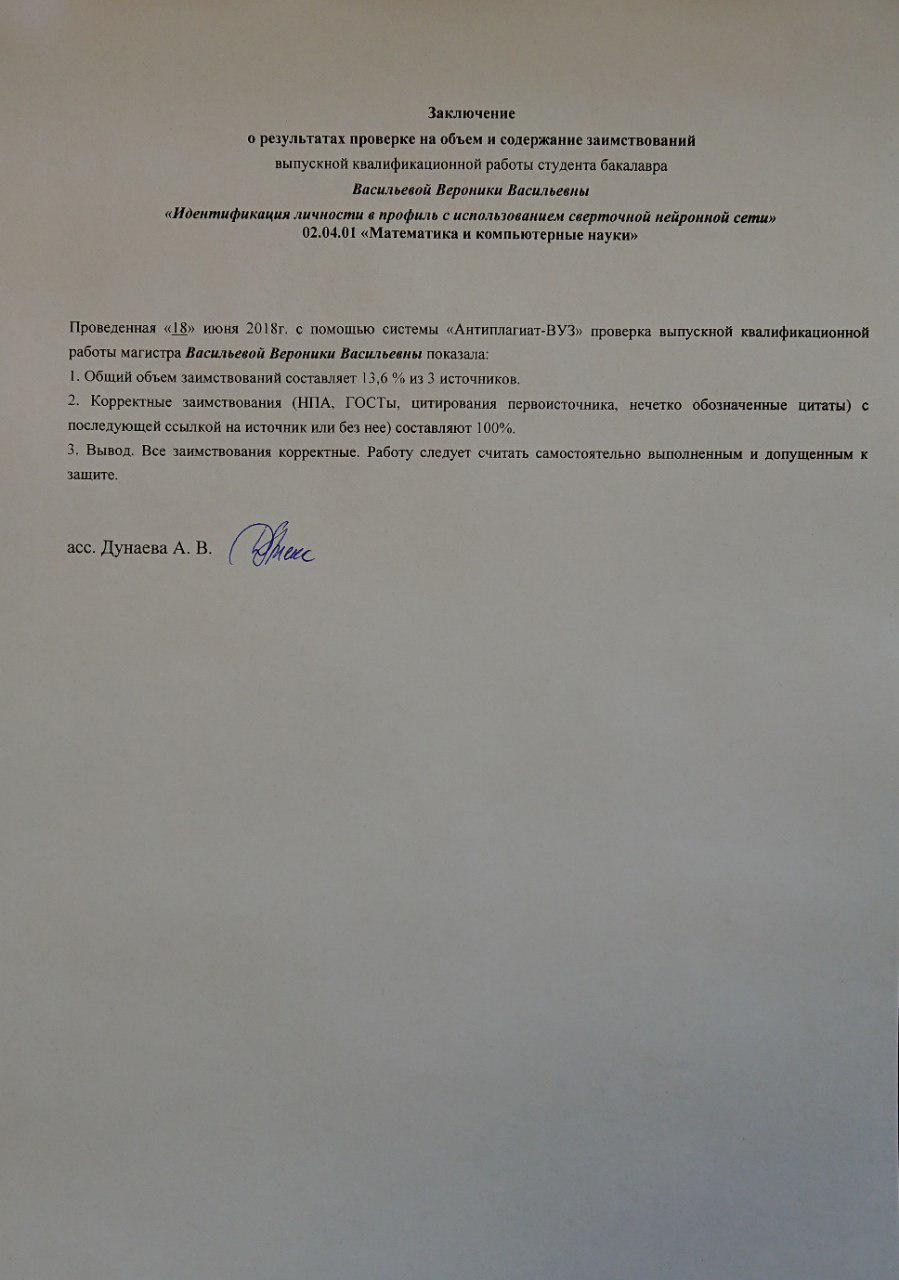 Заключение
о результатах проверке на объем и содержание заимствований
выпускной квалификационной работы студента бакалавра
Васильевой Вероники Васильевны
«Идентификация личности в профиль с использованием сверточной нейронной сети»
02.04.01 «Математика и компьютерные науки»
Проведенная «18» июня 2018г. с помощью системы «Антиплагиат-ВУЗ» проверка выпускной квалификационной
работы магистра Васильевой Вероники Васильевны показала:
1. Общий объем заимствований составляет 13,6 % из 3 источников.
2. Корректные заимствования (НПА, ГОСТы, цитирования первоисточника, нечетко обозначенные цитаты) с
последующей ссылкой на источник или без нее) составляют 100%.
3. Вывод. Все заимствования корректные. Работу следует считать самостоятельно выполненным и допущенным к
защите.
асс. Дунаева А. В.